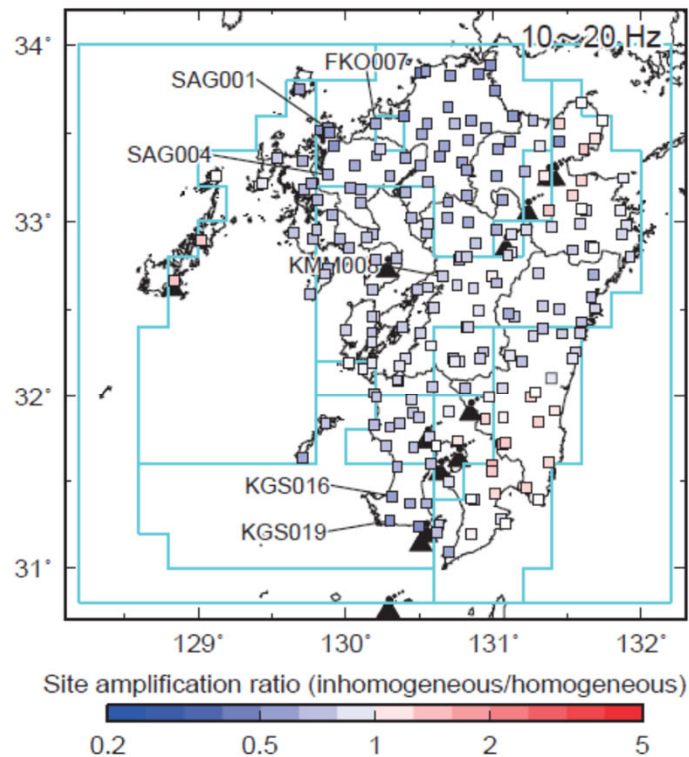 34°
10~20 Hz
FKO007
SAG001
SAG004
33°
KMM008
32°
KGS016
KGS019
31°
129°
130°
131°
132°
Site amplification ratio (inhomogeneous/homogeneous)
0.2
0.5
1
2
5